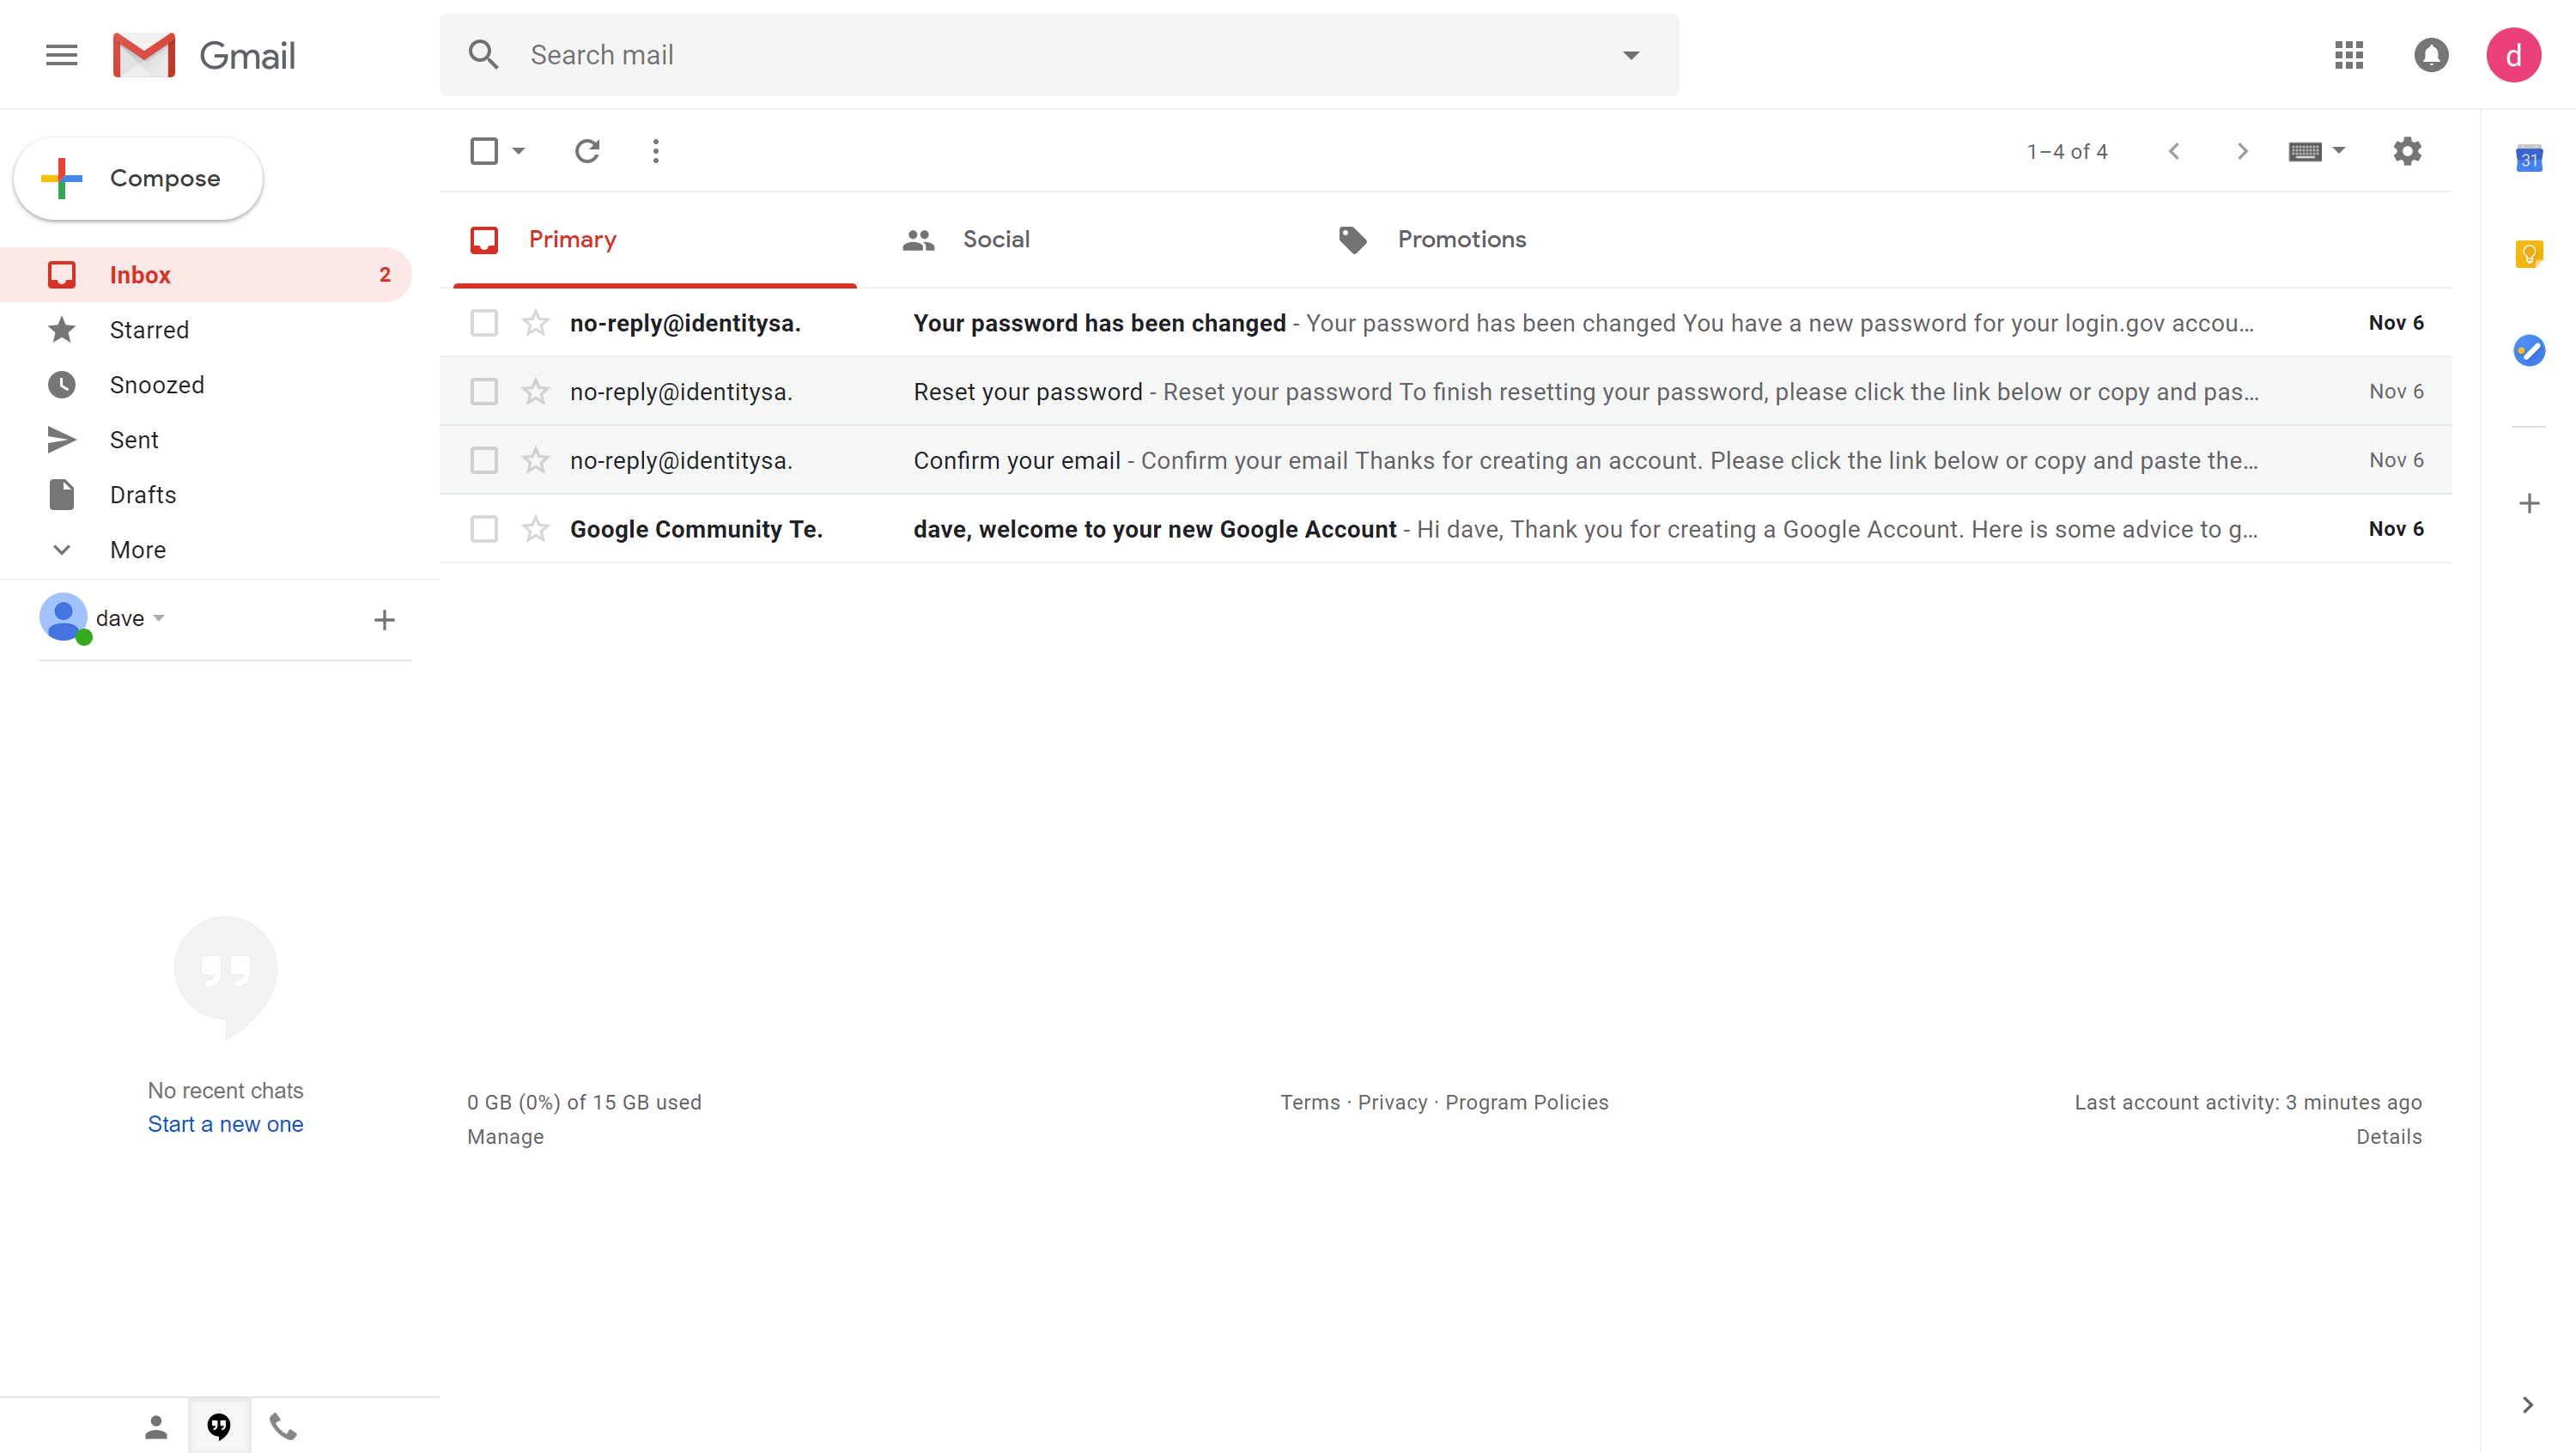 Gmail
Search mail
d
Compose
1–4 of 4
31
Primary
Social
Promotions
Inbox 2
Starred
Snoozed
Sent
Drafts
More
no-reply@identitysa. Your password has been changed - Your password has been changed You have a new password for your login.gov accou… Nov 6
no-reply@identitysa. Reset your password - Reset your password To finish resetting your password, please click the link below or copy and pas… Nov 6
no-reply@identitysa. Confirm your email - Confirm your email Thanks for creating an account. Please click the link below or copy and paste the… Nov 6
Google Community Te. dave, welcome to your new Google Account - Hi dave, Thank you for creating a Google Account. Here is some advice to g… Nov 6
dave
No recent chats
Start a new one
0 GB (0%) of 15 GB used
Manage
Terms · Privacy · Program Policies
Last account activity: 3 minutes ago
Details